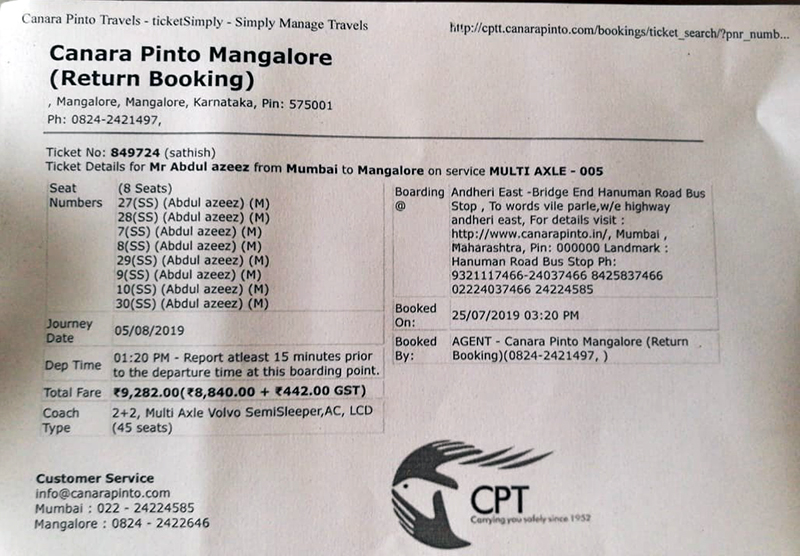 Canara Pinto Travels - ticketSimply - Simply Manage Travels
http://cptt.canarapinto.com/bookings/ticket_search/?pnr_numb...
Canara Pinto Mangalore
(Return Booking)
, Mangalore, Mangalore, Karnataka, Pin: 575001
Ph: 0824-2421497,
Ticket No: 849724 (sathish)
Ticket Details for Mr Abdul azeez from Mumbai to Mangalore on service MULTI AXLE - 005
Seat
Numbers
(8 Seats)
27(SS) (Abdul azeez) (M)
28(SS) (Abdul azeez) (M)
7(SS) (Abdul azeez) (M)
8(SS) (Abdul azeez) (M)
29(SS) (Abdul azeez) (M)
9(SS) (Abdul azeez) (M)
10(SS) (Abdul azeez) (M)
30(SS) (Abdul azeez) (M)
Journey
Date
05/08/2019
Dep Time
01:20 PM - Report atleast 15 minutes prior
to the departure time at this boarding point.
Total Fare
₹9,282.00(₹8,840.00 + ₹442.00 GST)
Coach
Type
2+2, Multi Axle Volvo SemiSleeper,AC, LCD
(45 seats)
Boarding
@
Andheri East -Bridge End Hanuman Road Bus
Stop , To words vile parle,w/e highway
andheri east, For details visit :
http://www.canarapinto.in/, Mumbai ,
Maharashtra, Pin: 000000 Landmark :
Hanuman Road Bus Stop Ph:
9321117466-24037466 8425837466
02224037466 24224585
Booked
On:
25/07/2019 03:20 PM
Booked
By:
AGENT - Canara Pinto Mangalore (Return
Booking)(0824-2421497, )
Customer Service
info@canarapinto.com
Mumbai : 022 - 24224585
Mangalore : 0824 - 2422646
CPT
Carrying you safely since 1952